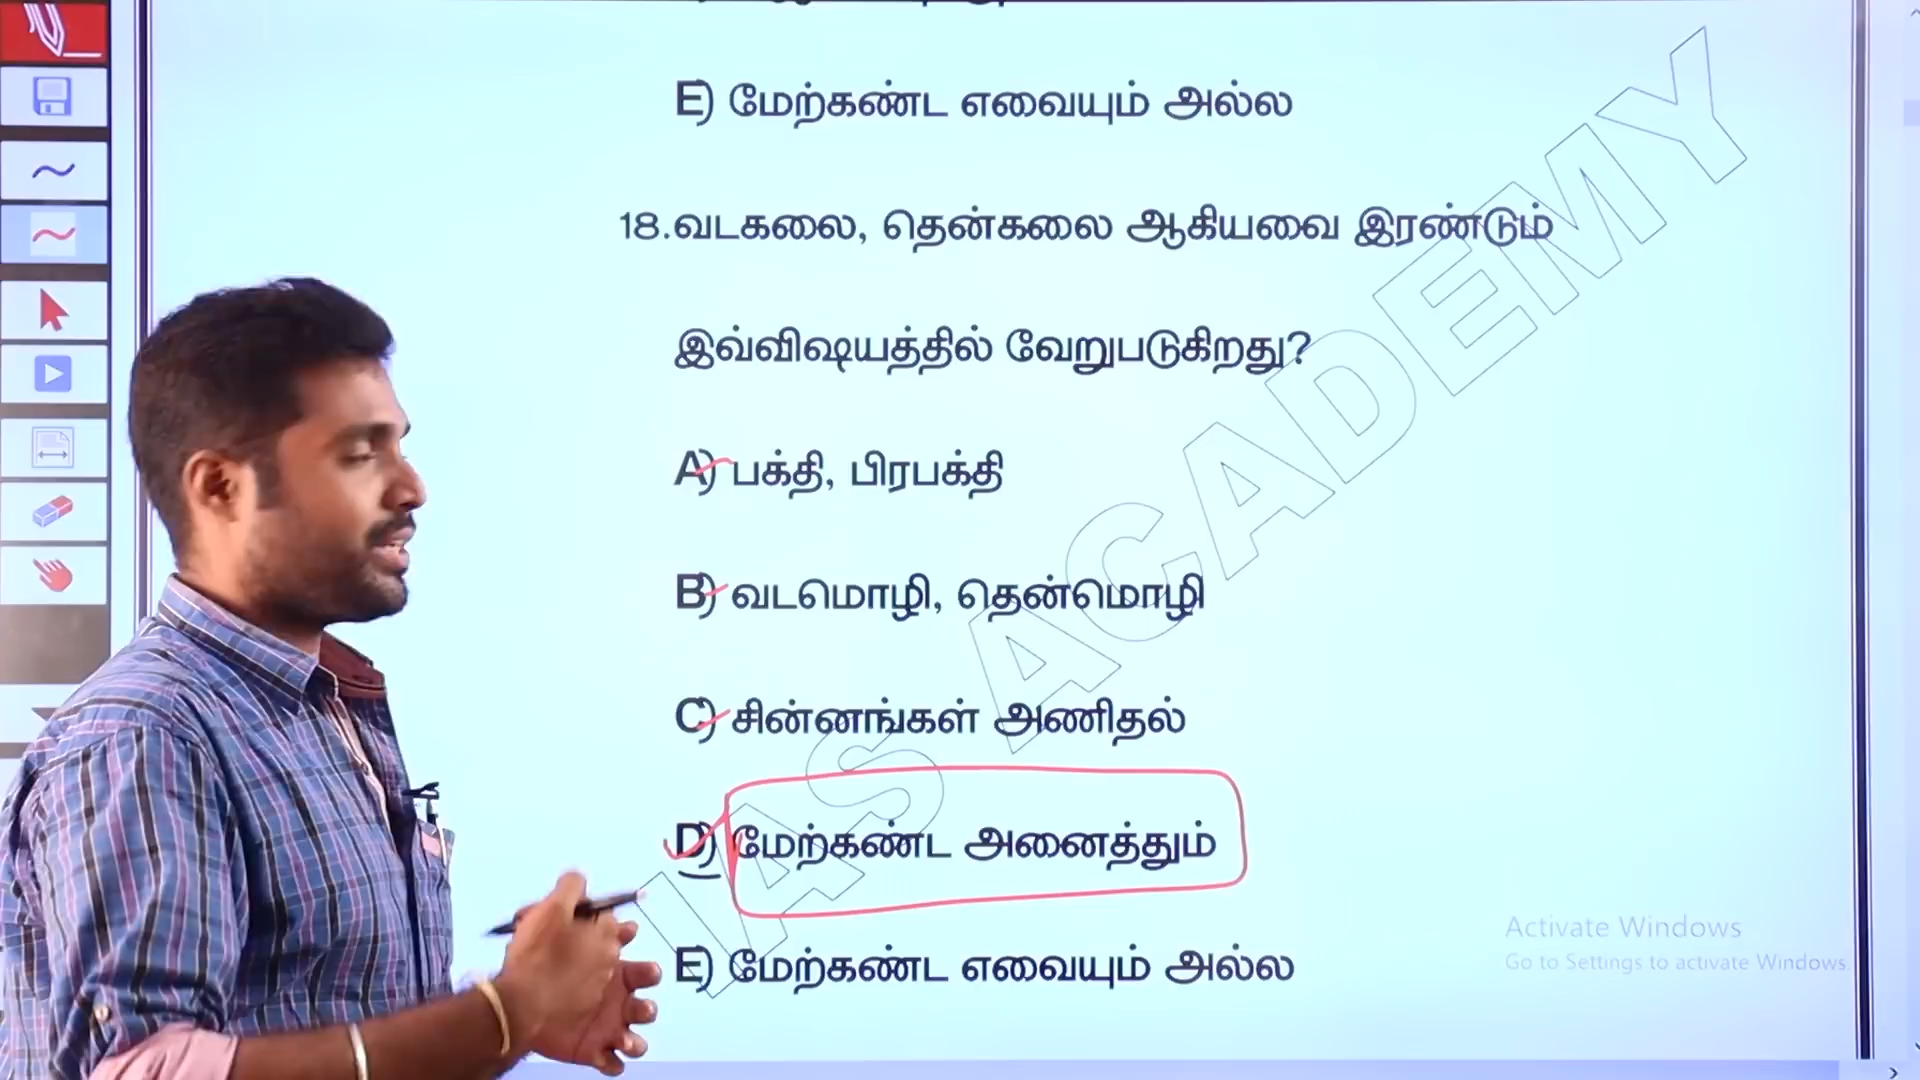 E) மேற்கண்ட எவையும் அல்ல
18.வடகலை, தென்கலை ஆகியவை இரண்டும்
இவ்விஷயத்தில் வேறுபடுகிறது?
A) பக்தி, பிரபக்தி
B) வடமொழி, தென்மொழி
C) சின்னங்கள் அணிதல்
D) மேற்கண்ட அனைத்தும்
E) மேற்கண்ட எவையும் அல்ல
IAS ACADEMY
Activate Windows
Go to Settings to activate Windows.